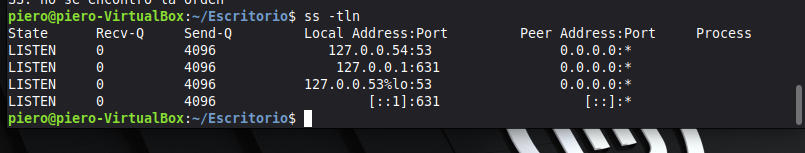 SS: no se encontró la orden
piero@piero-VirtualBox:~/Escritorio$ ss -tln
State Recv-Q Send-Q Local Address:Port Peer Address:Port Process
LISTEN 0 4096 127.0.0.54:53 0.0.0.0:*
LISTEN 0 4096 127.0.0.1:631 0.0.0.0:*
LISTEN 0 4096 127.0.0.53%lo:53 0.0.0.0:*
LISTEN 0 4096 [::1]:631 [::]:*
piero@piero-VirtualBox:~/Escritorio$